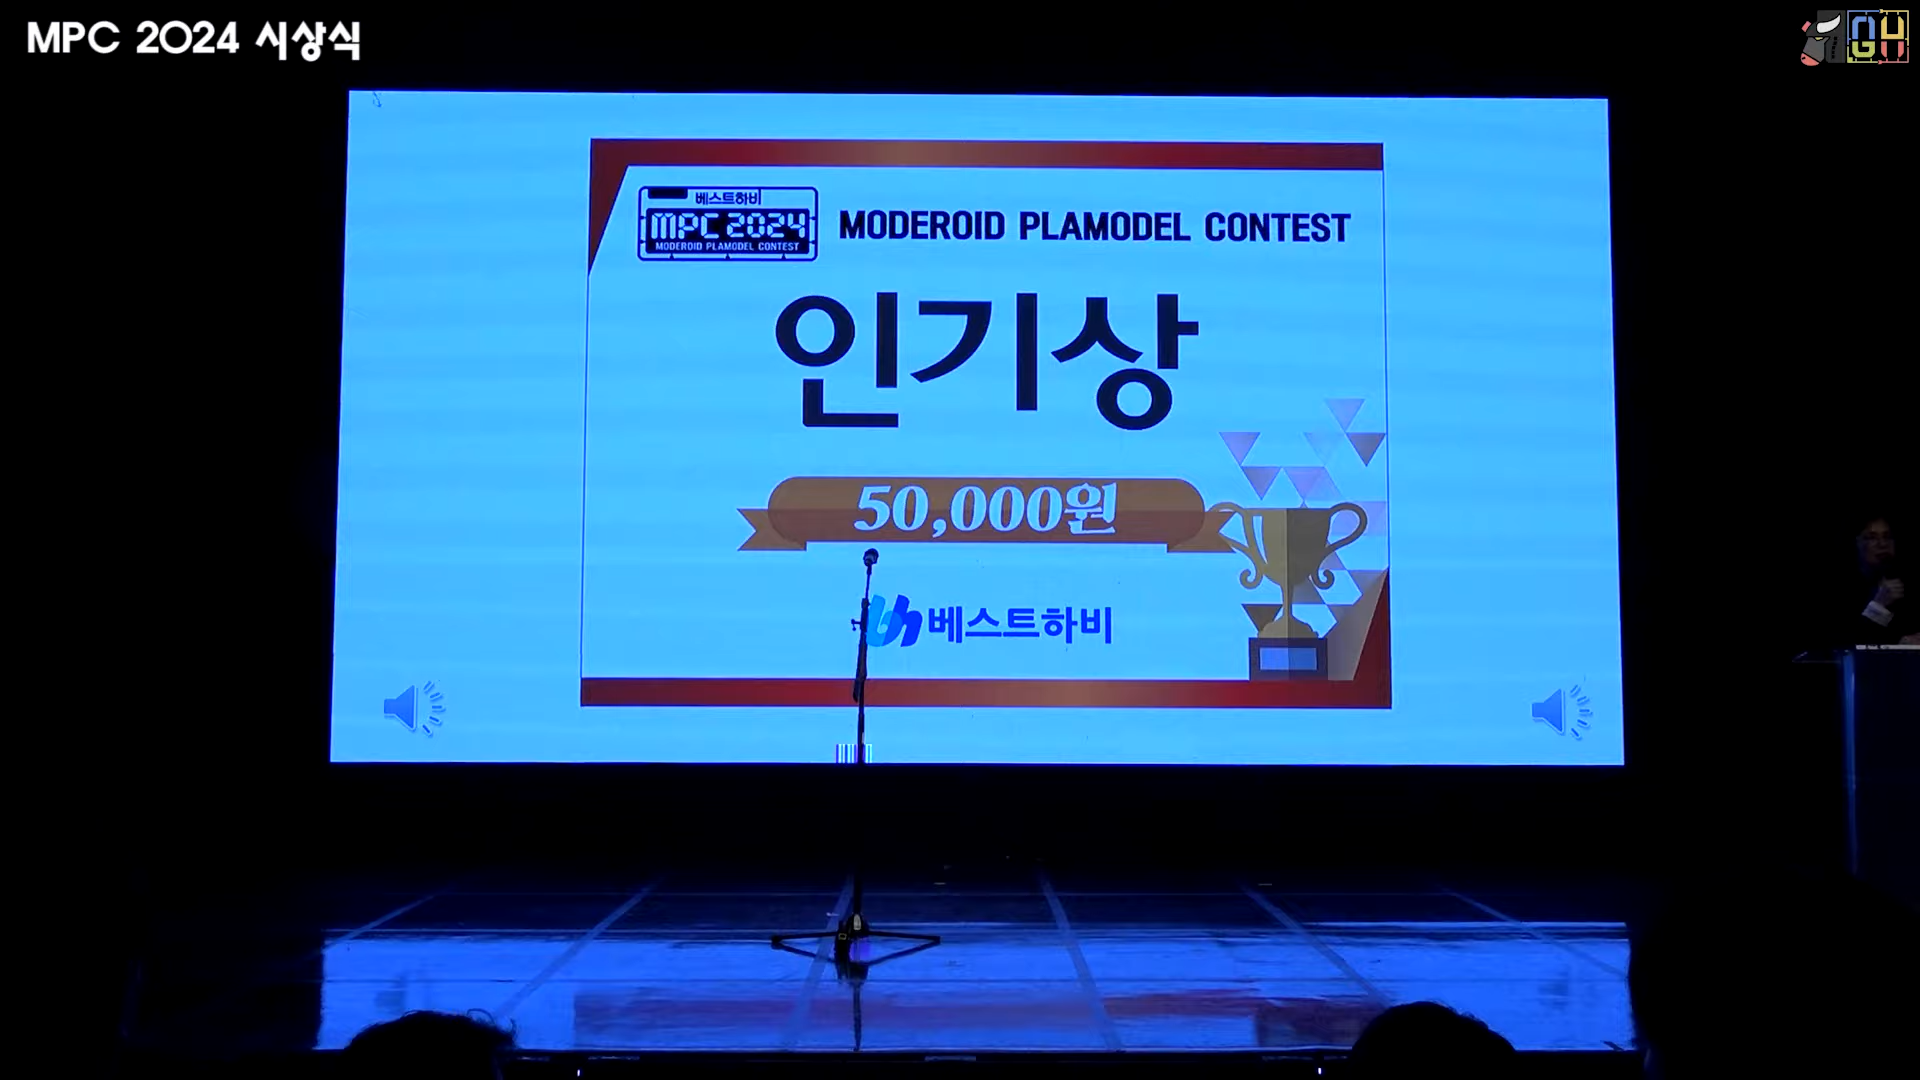 MPC 2024 시상식
GH
베스트하비
MPC 2024
MODEROID PLAMODEL CONTEST
MODEROID PLAMODEL CONTEST
인기상
50,000원
베스트하비